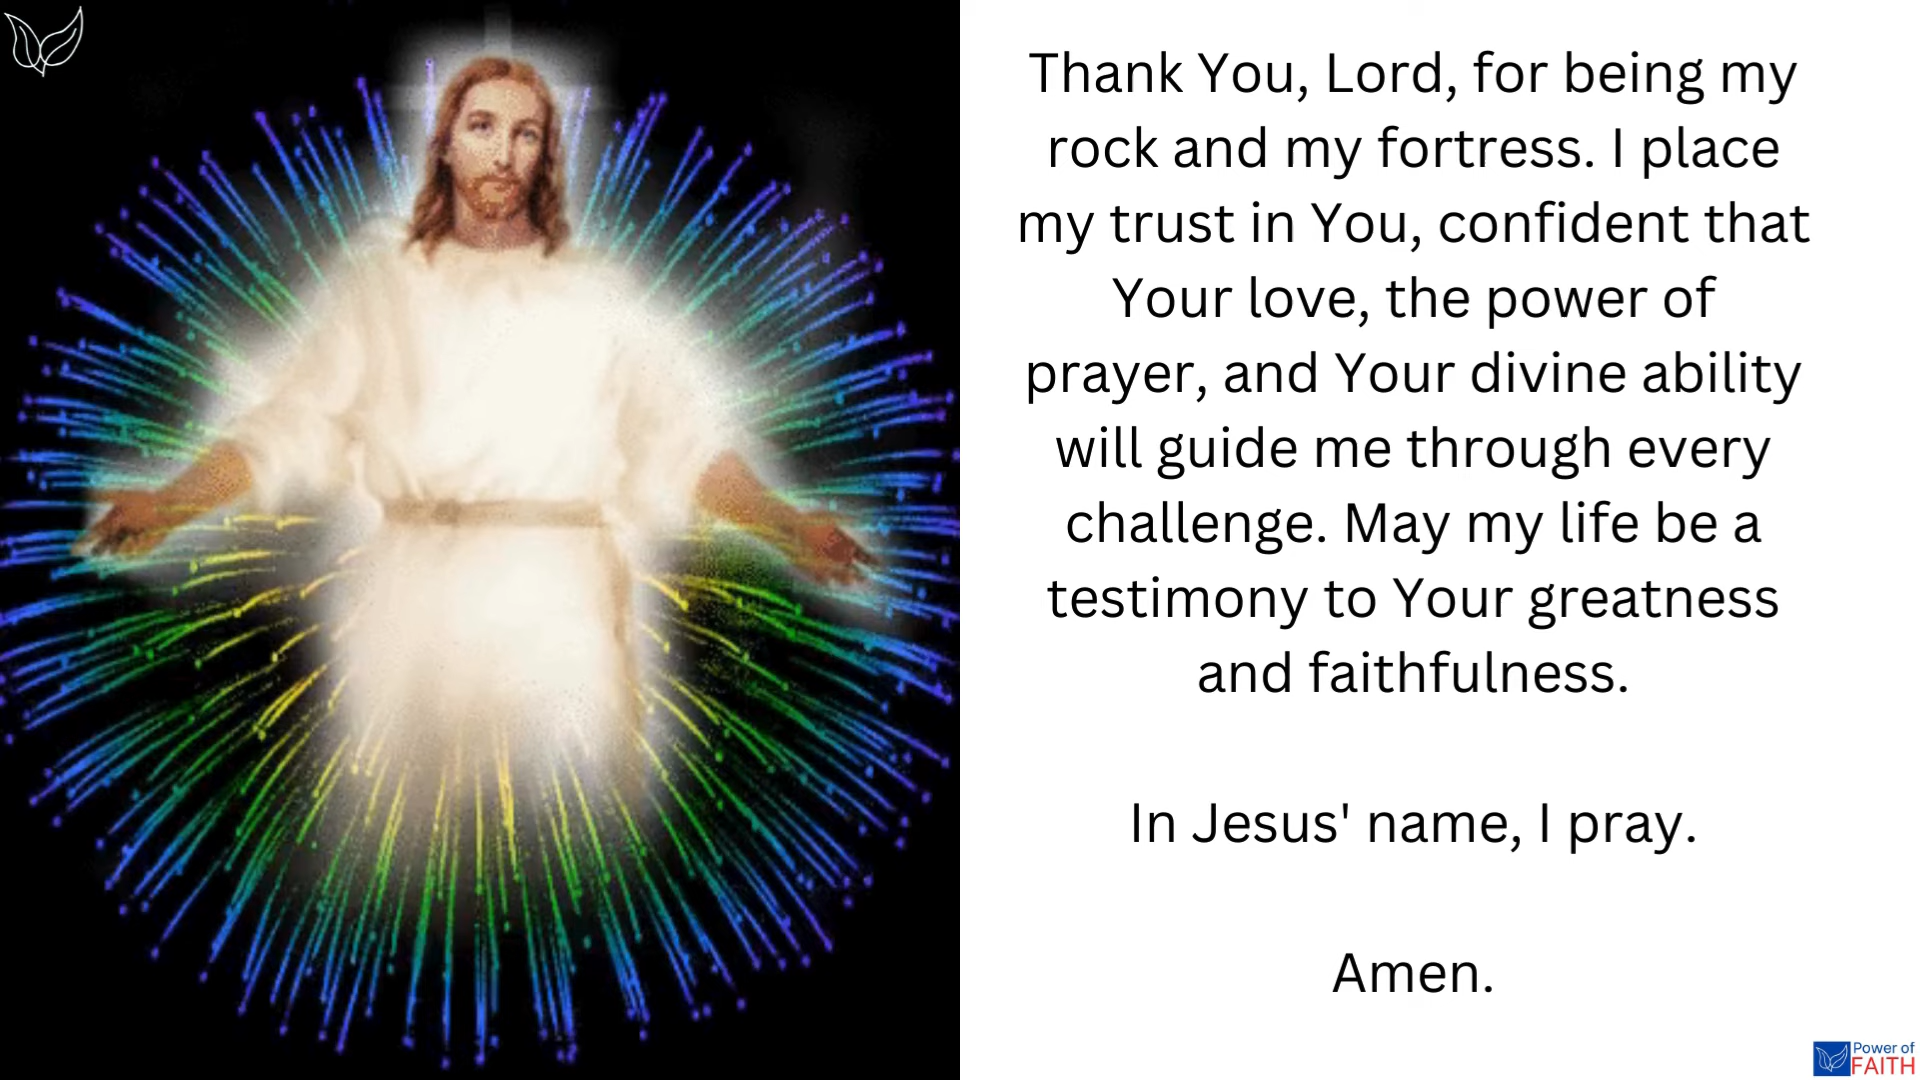 Thank You, Lord, for being my
rock and my fortress. I place
my trust in You, confident that
Your love, the power of
prayer, and Your divine ability
will guide me through every
challenge. May my life be a
testimony to Your greatness
and faithfulness.
In Jesus' name, I pray.
Amen.
Power of
FAITH